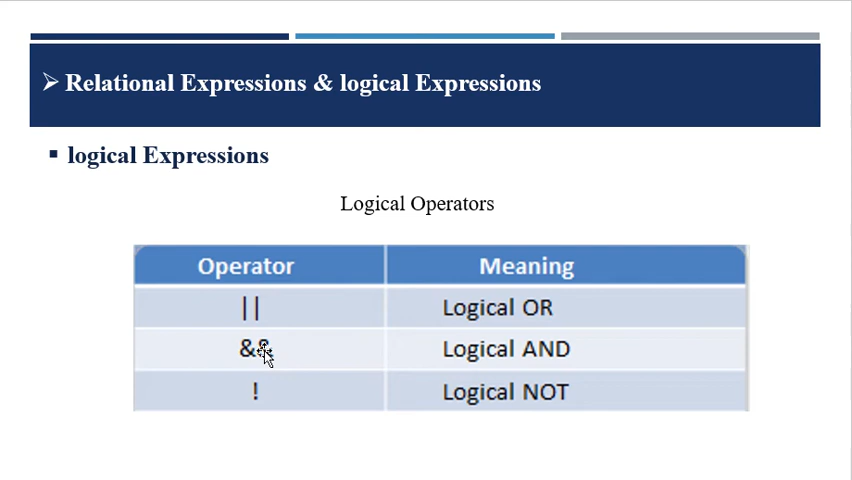 ➢ Relational Expressions & logical Expressions
▪ logical Expressions
Logical Operators
Operator Meaning
|| Logical OR
&& Logical AND
! Logical NOT